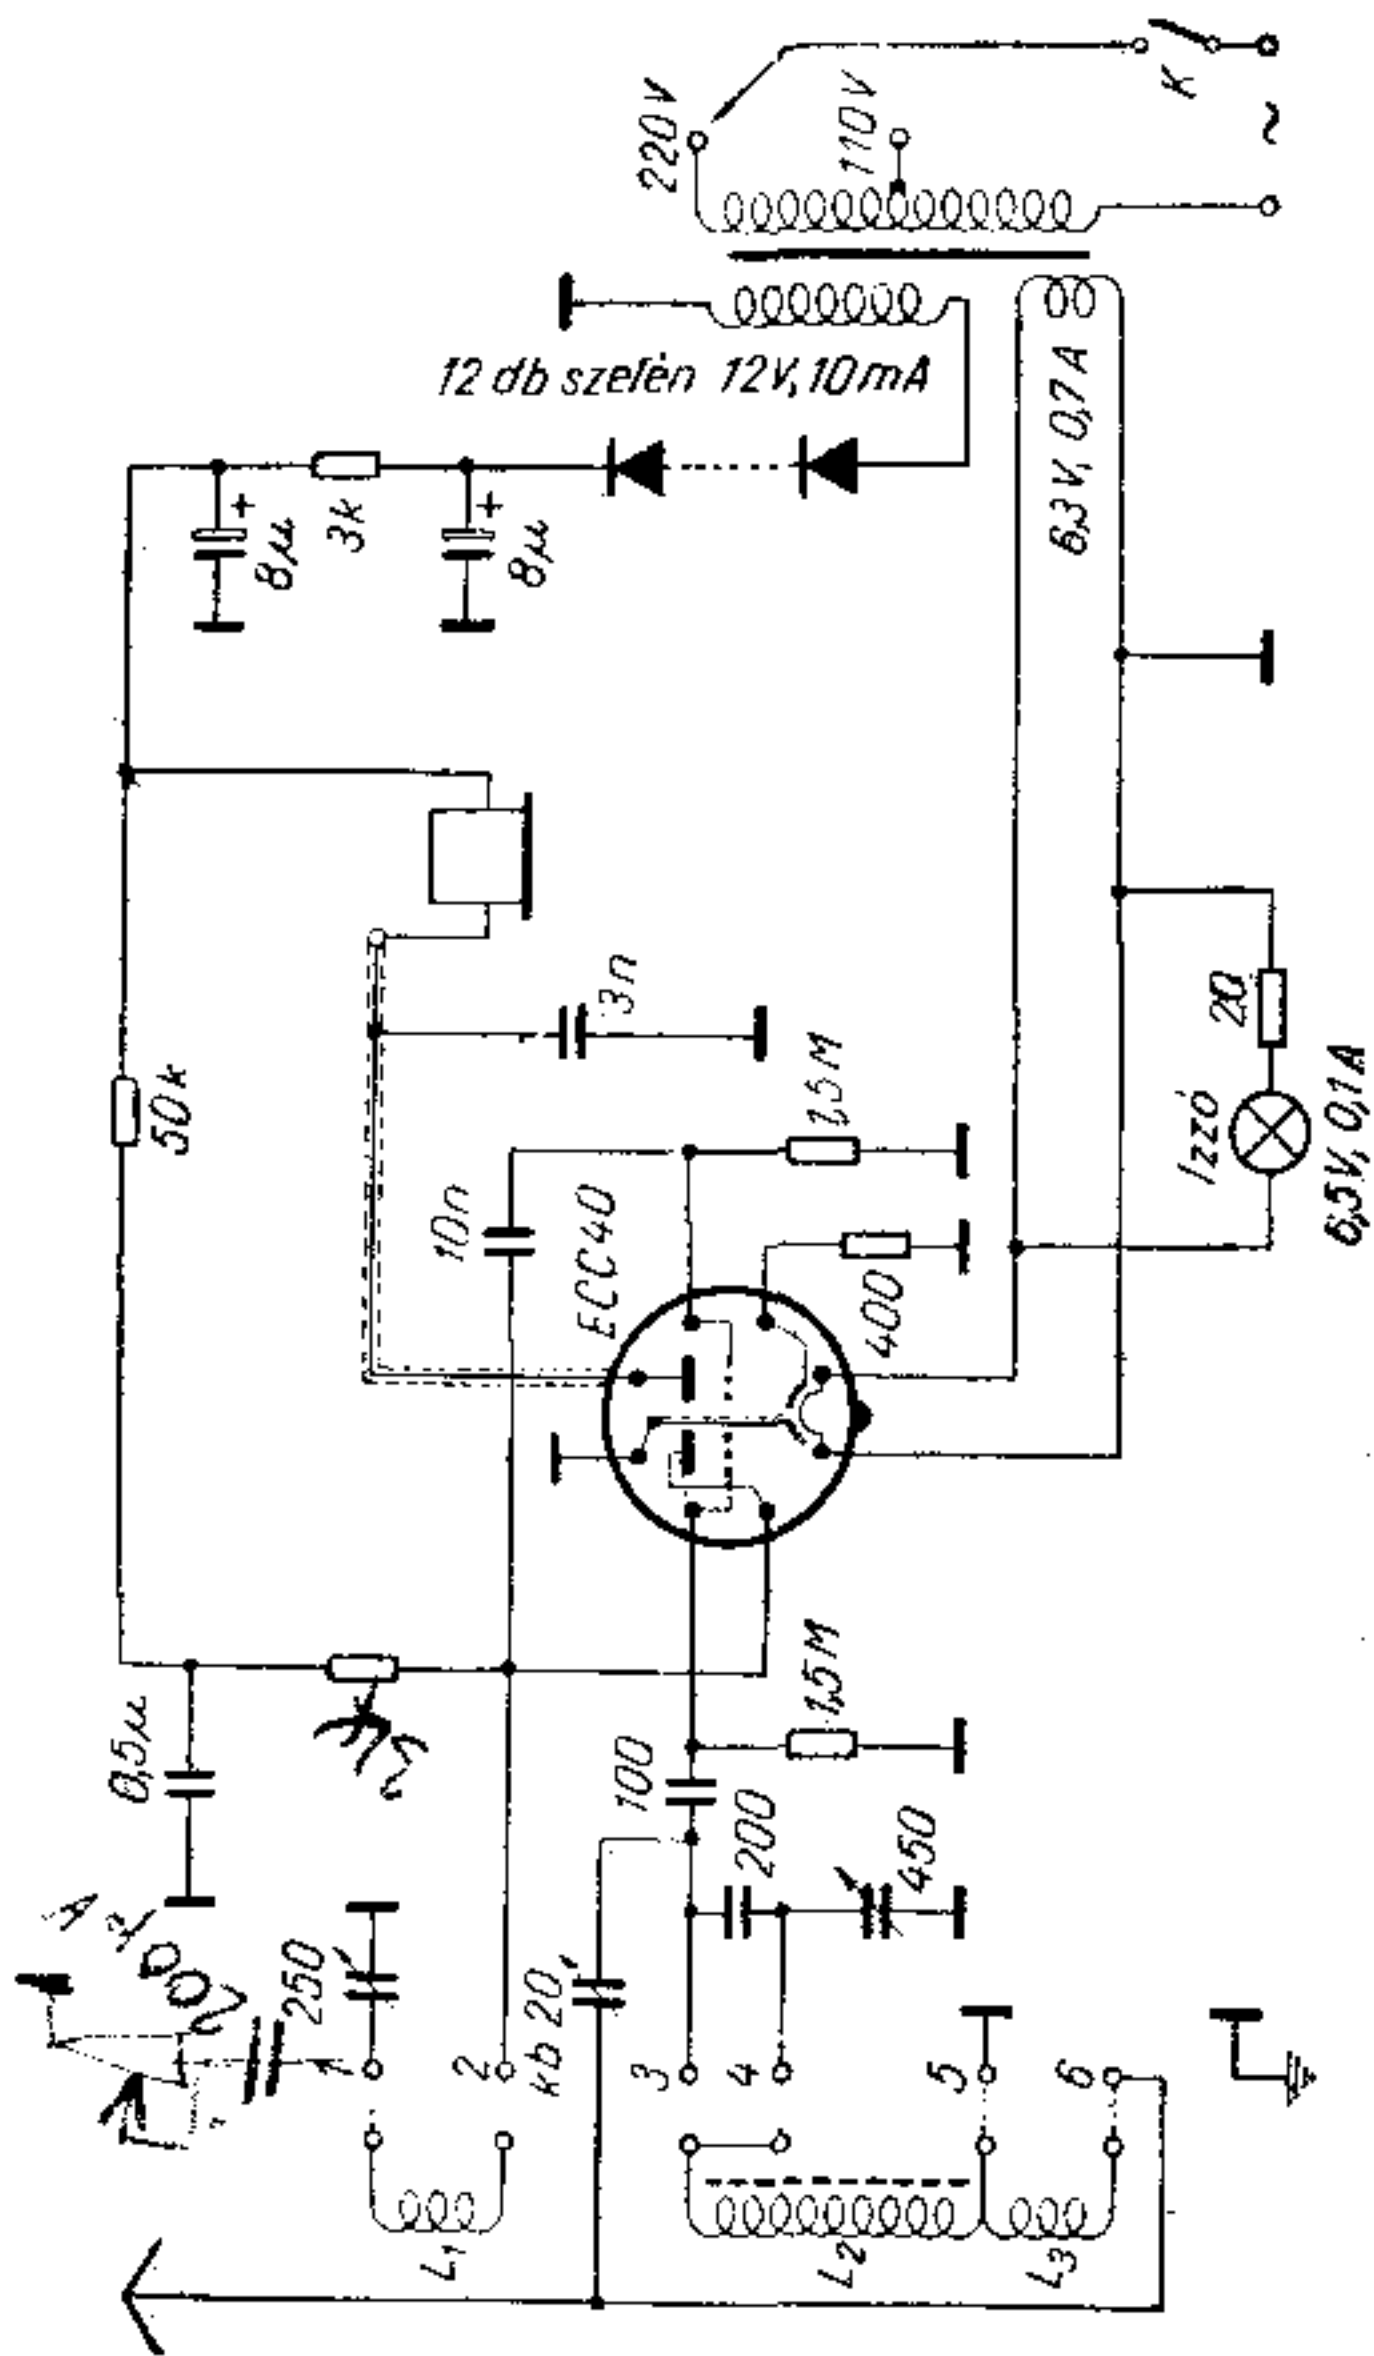 220V
110V
K
~
12 db szelén 12V, 10mA
6,3V, 0,7A
+
8μ
3k
+
8μ
3n
50k
1,5M
10n
ECC40
400
20
Izzó
6,5V, 0,1A
0,5μ
1,5M
100
200
450
250
1
2
kb 20
3
4
5
6
L1
L2
L3